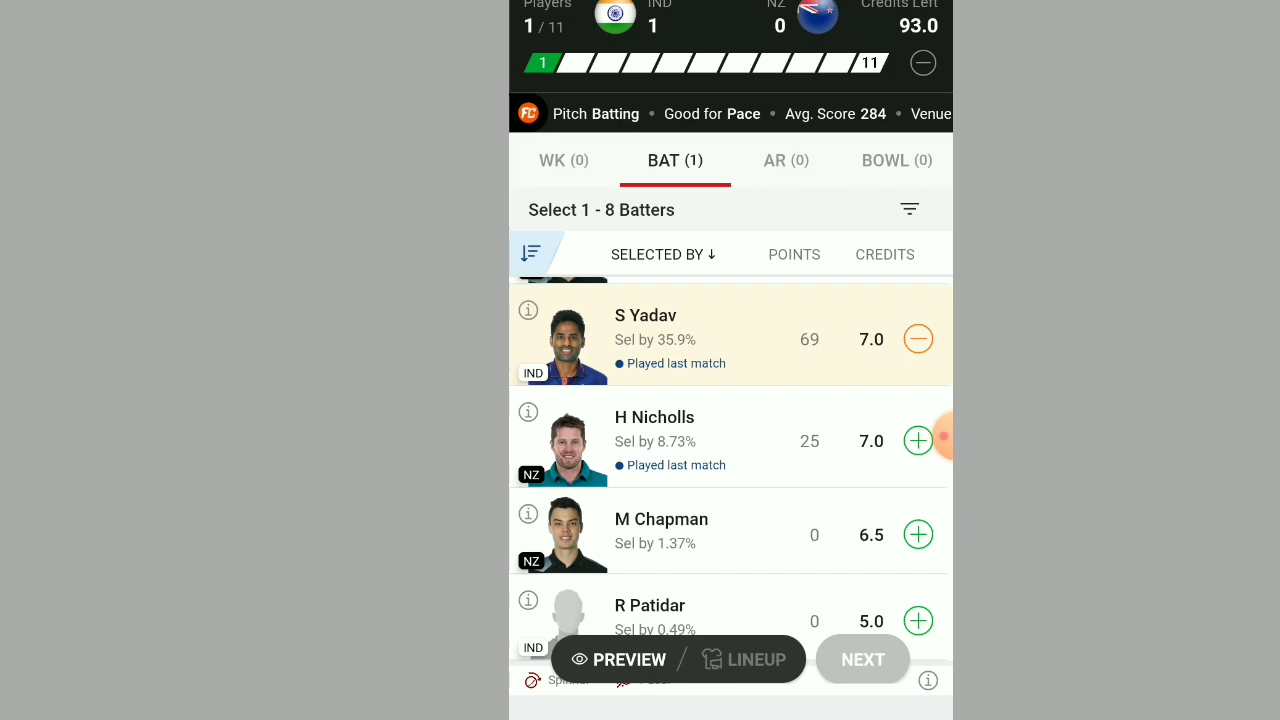 Players IND NZ Credits Left
1 / 11 1 0 93.0
1 11
FC Pitch Batting • Good for Pace • Avg. Score 284 • Venue
WK (0) BAT (1) AR (0) BOWL (0)
Select 1 - 8 Batters
SELECTED BY ↓ POINTS CREDITS
S Yadav
Sel by 35.9% 69 7.0
Played last match
IND
H Nicholls
Sel by 8.73% 25 7.0
Played last match
NZ
M Chapman
Sel by 1.37% 0 6.5
NZ
R Patidar
Sel by 0.49% 0 5.0
IND
PREVIEW / LINEUP NEXT